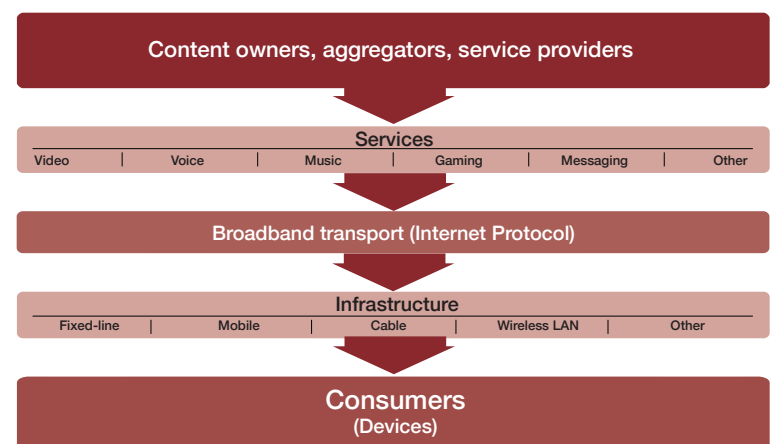 Content owners, aggregators, service providers
Services
Video | Voice | Music | Gaming | Messaging | Other
Broadband transport (Internet Protocol)
Infrastructure
Fixed-line | Mobile | Cable | Wireless LAN | Other
Consumers
(Devices)